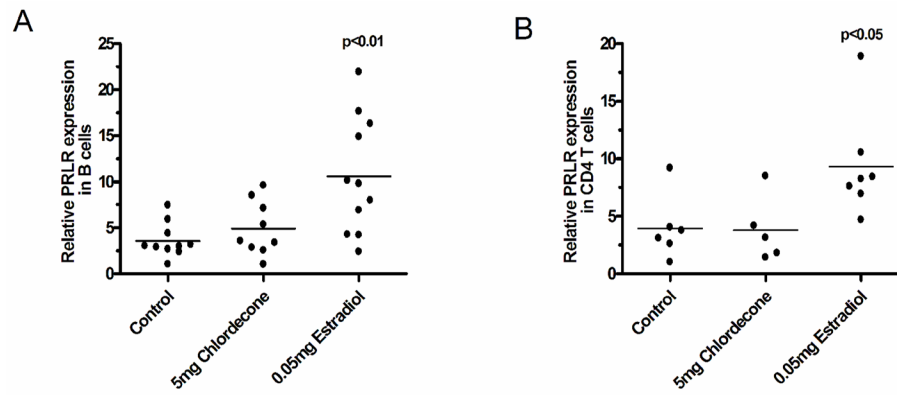 A
p<0.01
25
20
15
10
5
0
Relative PRLR expression
in B cells
Control
5mg Chlordecone
0.05mg Estradiol
B
p<0.05
20
15
10
5
0
Relative PRLR expression
in CD4 T cells
Control
5mg Chlordecone
0.05mg Estradiol